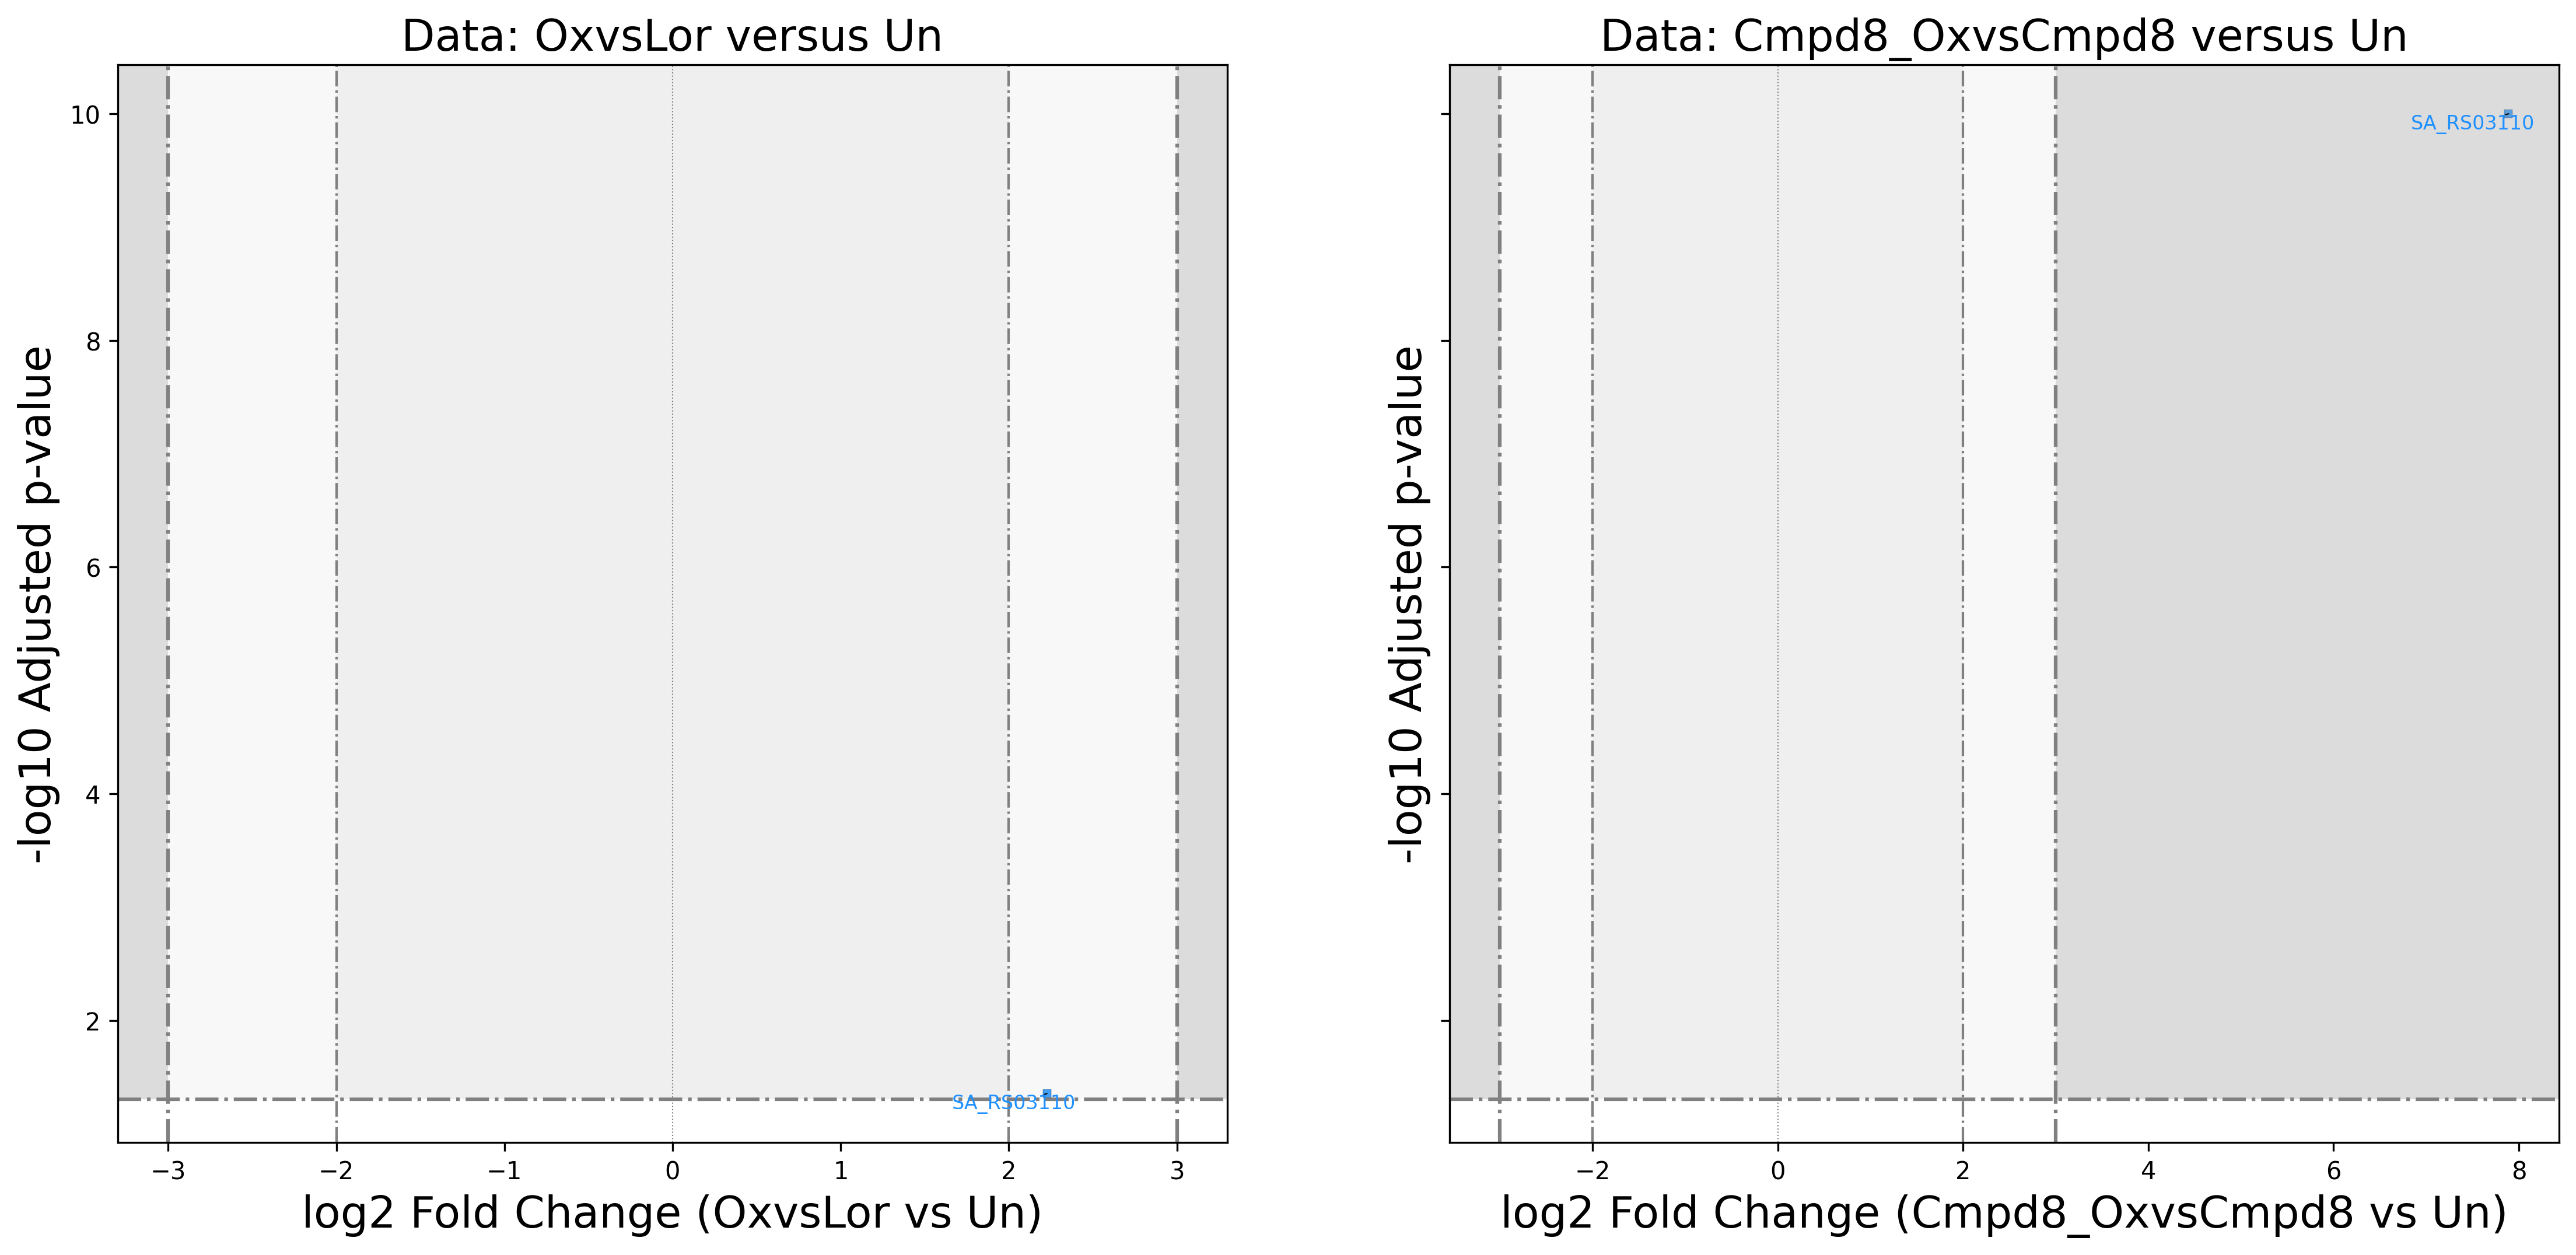 Data: OxvsLor versus Un
10
8
6
4
2
-log10 Adjusted p-value
SA_RS03110
−3
−2
−1
0
1
2
3
log2 Fold Change (OxvsLor vs Un)
Data: Cmpd8_OxvsCmpd8 versus Un
-log10 Adjusted p-value
SA_RS03110
−2
0
2
4
6
8
log2 Fold Change (Cmpd8_OxvsCmpd8 vs Un)